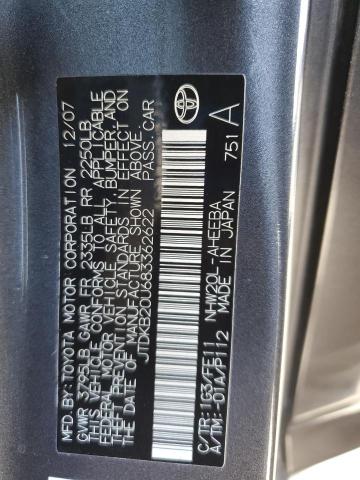 MFD.BY:TOYOTA MOTOR CORPORATION 12/07
GVWR 3795LB GAWR FR 2335LB RR 2250LB
THIS VEHICLE CONFORMS TO ALL APPLICABLE
FEDERAL MOTOR VEHICLE SAFETY, BUMPER, AND
THEFT PREVENTION STANDARDS IN EFFECT
ON THE DATE OF MANUFACTURE SHOWN ABOVE.
JTDKB20U683362622 PASS.CAR
C/TR: 1G3/FE11 NHW20L-AHEEBA
A/TM: -01A/P112 MADE IN JAPAN 751
A
TOYOTA